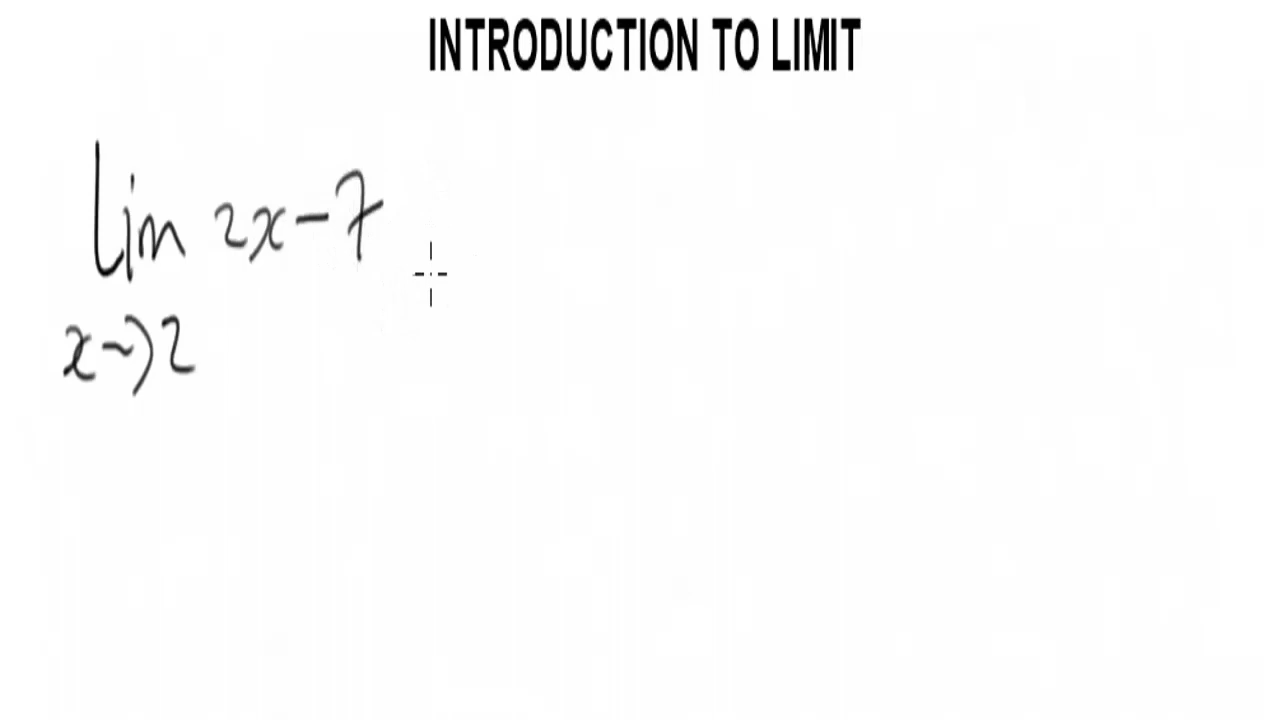 INTRODUCTION TO LIMIT
lim 2x-7
x→2